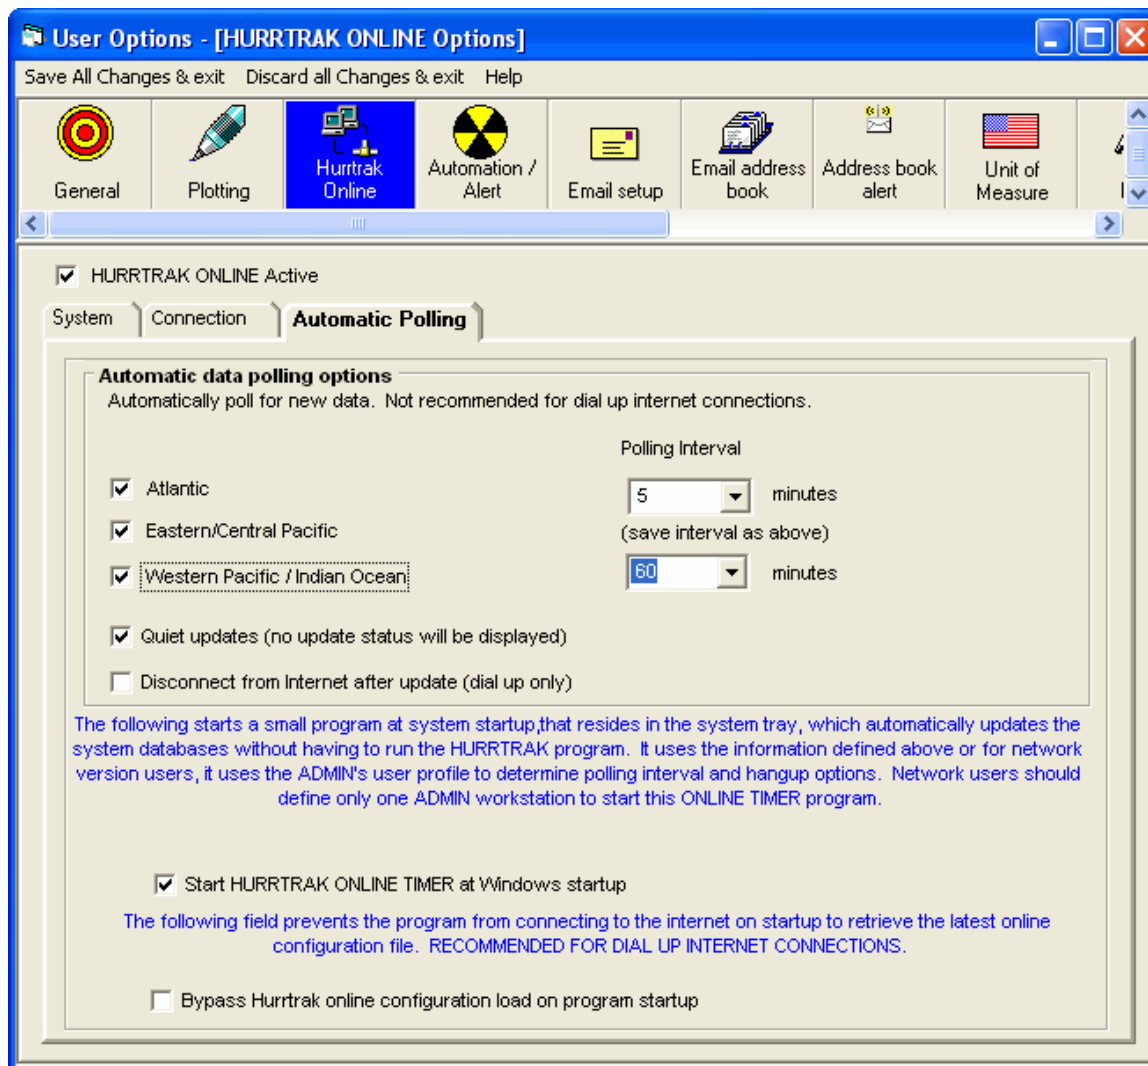 User Options - [HURRTRAK ONLINE Options]
Save All Changes & exit Discard all Changes & exit Help
General
Plotting
Hurrtrak
Online
Automation /
Alert
Email setup
Email address
book
Address book
alert
Unit of
Measure
HURRTRAK ONLINE Active
System Connection Automatic Polling
Automatic data polling options
Automatically poll for new data. Not recommended for dial up internet connections.
Polling Interval
Atlantic 5 minutes
Eastern/Central Pacific (save interval as above)
Western Pacific / Indian Ocean 60 minutes
Quiet updates (no update status will be displayed)
Disconnect from Internet after update (dial up only)
The following starts a small program at system startup,that resides in the system tray, which automatically updates the
system databases without having to run the HURRTRAK program. It uses the information defined above or for network
version users, it uses the ADMIN's user profile to determine polling interval and hangup options. Network users should
define only one ADMIN workstation to start this ONLINE TIMER program.
Start HURRTRAK ONLINE TIMER at Windows startup
The following field prevents the program from connecting to the internet on startup to retrieve the latest online
configuration file. RECOMMENDED FOR DIAL UP INTERNET CONNECTIONS.
Bypass Hurrtrak online configuration load on program startup